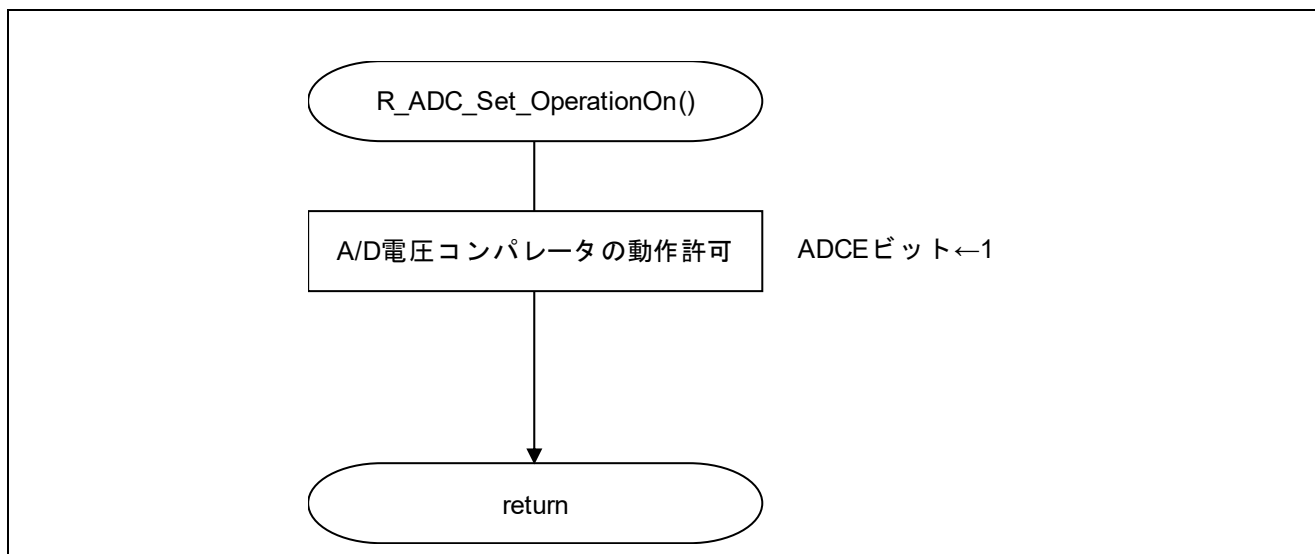 R_ADC_Set_OperationOn()
A/D電圧コンパレータの動作許可
ADCEビット←1
return